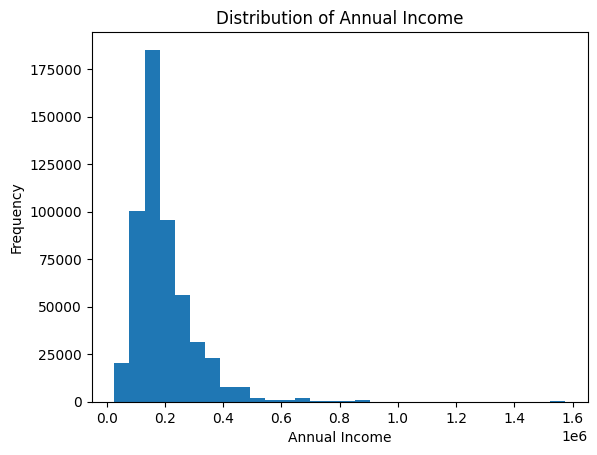 Distribution of Annual Income
175000
150000
125000
100000
75000
50000
25000
0
Frequency
0.0 0.2 0.4 0.6 0.8 1.0 1.2 1.4 1.6
1e6
Annual Income